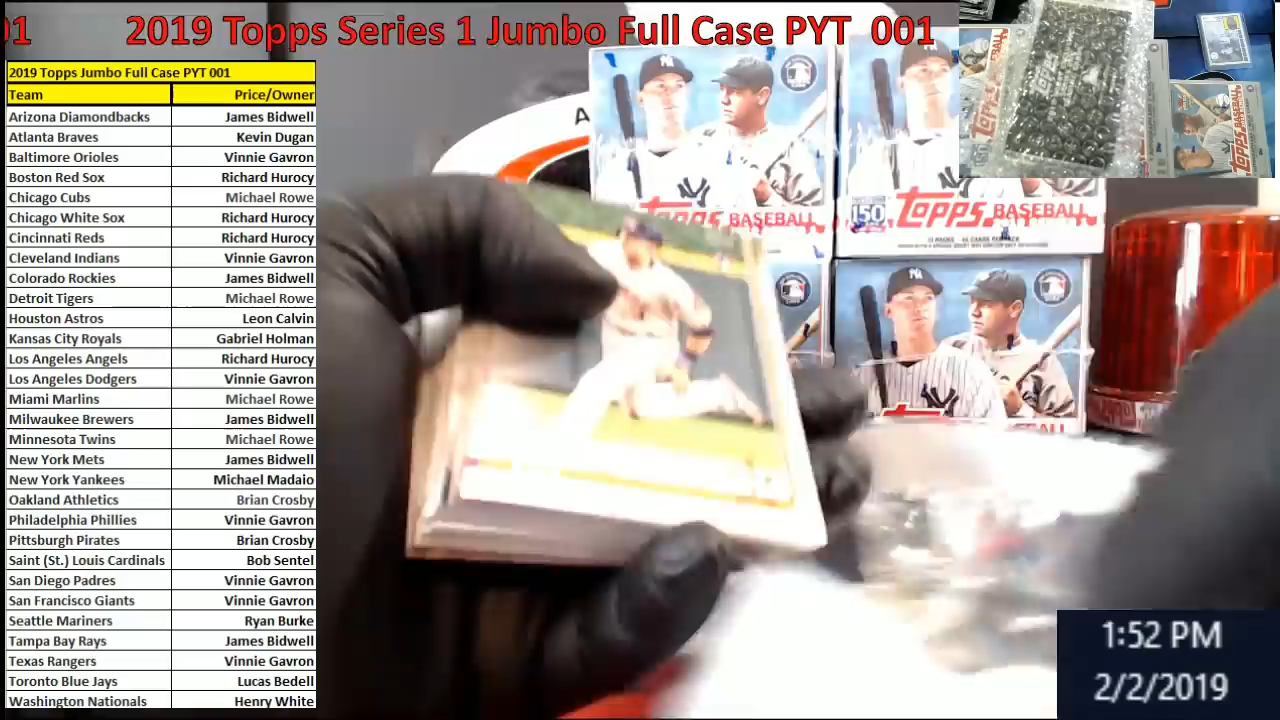 01 2019 Topps Series 1 Jumbo Full Case PYT 001
2019 Topps Jumbo Full Case PYT 001
Team Price/Owner
Arizona Diamondbacks James Bidwell
Atlanta Braves Kevin Dugan
Baltimore Orioles Vinnie Gavron
Boston Red Sox Richard Hurocy
Chicago Cubs Michael Rowe
Chicago White Sox Richard Hurocy
Cincinnati Reds Richard Hurocy
Cleveland Indians Vinnie Gavron
Colorado Rockies James Bidwell
Detroit Tigers Michael Rowe
Houston Astros Leon Calvin
Kansas City Royals Gabriel Holman
Los Angeles Angels Richard Hurocy
Los Angeles Dodgers Vinnie Gavron
Miami Marlins Michael Rowe
Milwaukee Brewers James Bidwell
Minnesota Twins Michael Rowe
New York Mets James Bidwell
New York Yankees Michael Madaio
Oakland Athletics Brian Crosby
Philadelphia Phillies Vinnie Gavron
Pittsburgh Pirates Brian Crosby
Saint (St.) Louis Cardinals Bob Sentel
San Diego Padres Vinnie Gavron
San Francisco Giants Vinnie Gavron
Seattle Mariners Ryan Burke
Tampa Bay Rays James Bidwell
Texas Rangers Vinnie Gavron
Toronto Blue Jays Lucas Bedell
Washington Nationals Henry White
TOPPS BASEBALL
150 TOPPS BASEBALL
TOPPS BASEBALL
1:52 PM
2/2/2019